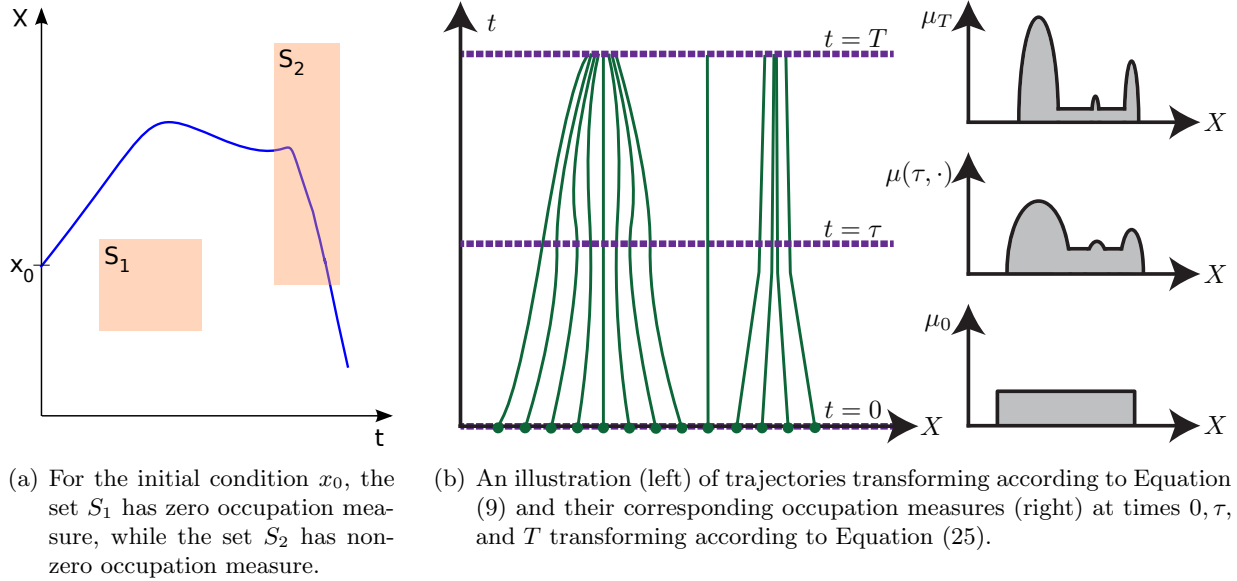 X
S₁
S₂
x₀
t
t
t = T
t = τ
t = 0
X
μ_T
X
μ(τ, ·)
X
μ₀
X
(a) For the initial condition x₀, the
set S₁ has zero occupation mea-
sure, while the set S₂ has non-
zero occupation measure.
(b) An illustration (left) of trajectories transforming according to Equation
(9) and their corresponding occupation measures (right) at times 0, τ,
and T transforming according to Equation (25).